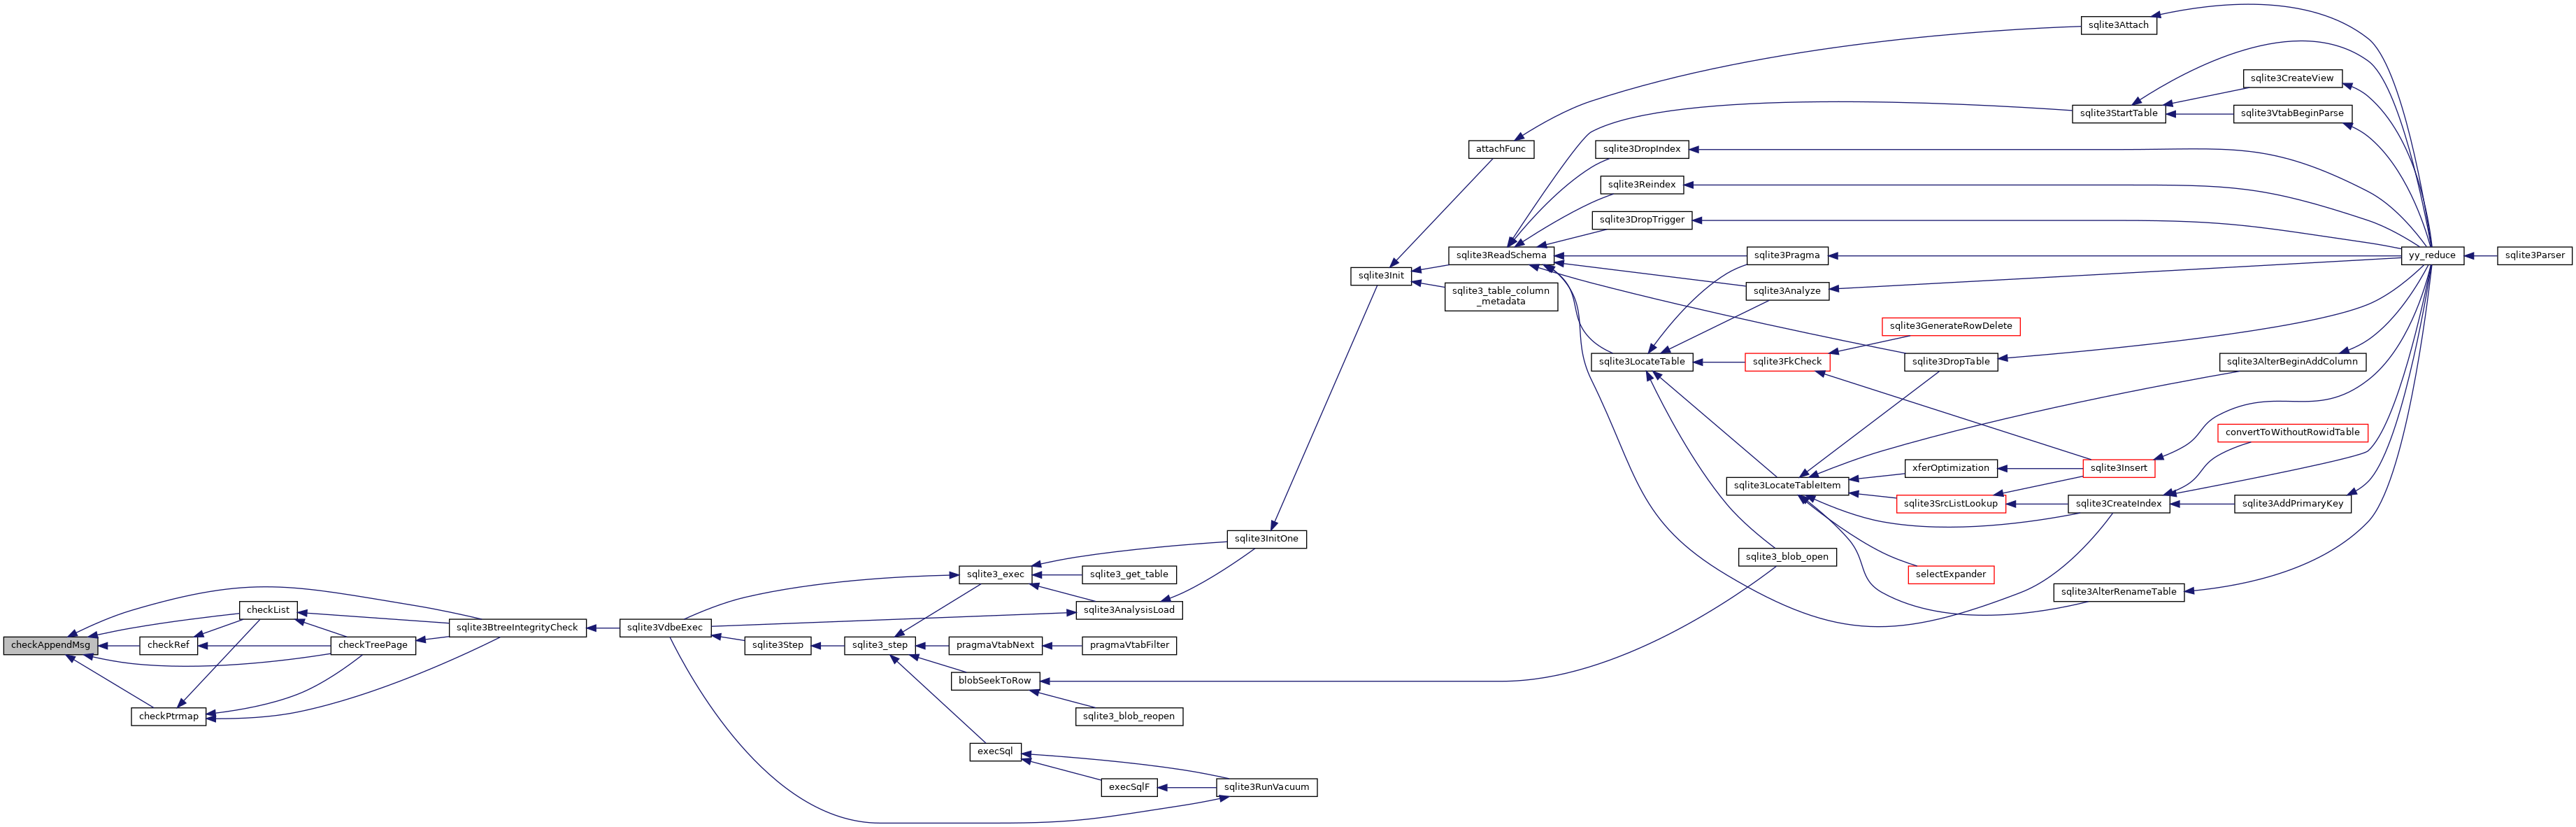 sqlite3Attach
sqlite3CreateView
sqlite3StartTable
sqlite3VtabBeginParse
attachFunc
sqlite3DropIndex
sqlite3Reindex
sqlite3DropTrigger
sqlite3ReadSchema
sqlite3Pragma
yy_reduce
sqlite3Parser
sqlite3Init
sqlite3_table_column
_metadata
sqlite3Analyze
sqlite3GenerateRowDelete
sqlite3LocateTable
sqlite3FkCheck
sqlite3DropTable
sqlite3AlterBeginAddColumn
convertToWithoutRowidTable
xferOptimization
sqlite3Insert
sqlite3LocateTableItem
sqlite3SrcListLookup
sqlite3CreateIndex
sqlite3AddPrimaryKey
sqlite3InitOne
sqlite3_blob_open
sqlite3_exec
sqlite3_get_table
selectExpander
sqlite3AlterRenameTable
checkList
sqlite3AnalysisLoad
sqlite3BtreeIntegrityCheck
sqlite3VdbeExec
checkAppendMsg
checkRef
checkTreePage
sqlite3Step
sqlite3_step
pragmaVtabNext
pragmaVtabFilter
blobSeekToRow
checkPtrmap
sqlite3_blob_reopen
execSql
execSqlF
sqlite3RunVacuum